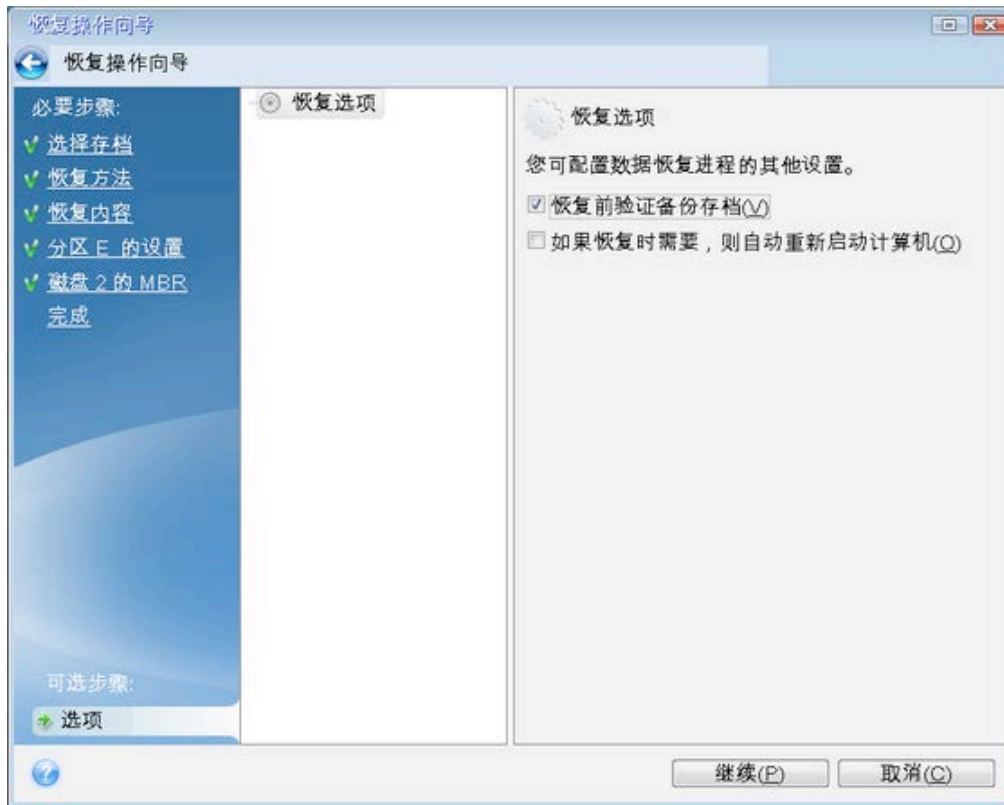 恢复操作向导
恢复操作向导
必要步骤:
选择存档
恢复方法
恢复内容
分区 E 的设置
磁盘 2 的 MBR
完成
可选步骤:
选项
恢复选项
恢复选项
您可配置数据恢复进程的其他设置。
恢复前验证备份存档(V)
如果恢复时需要，则自动重新启动计算机(O)
继续(P)
取消(C)